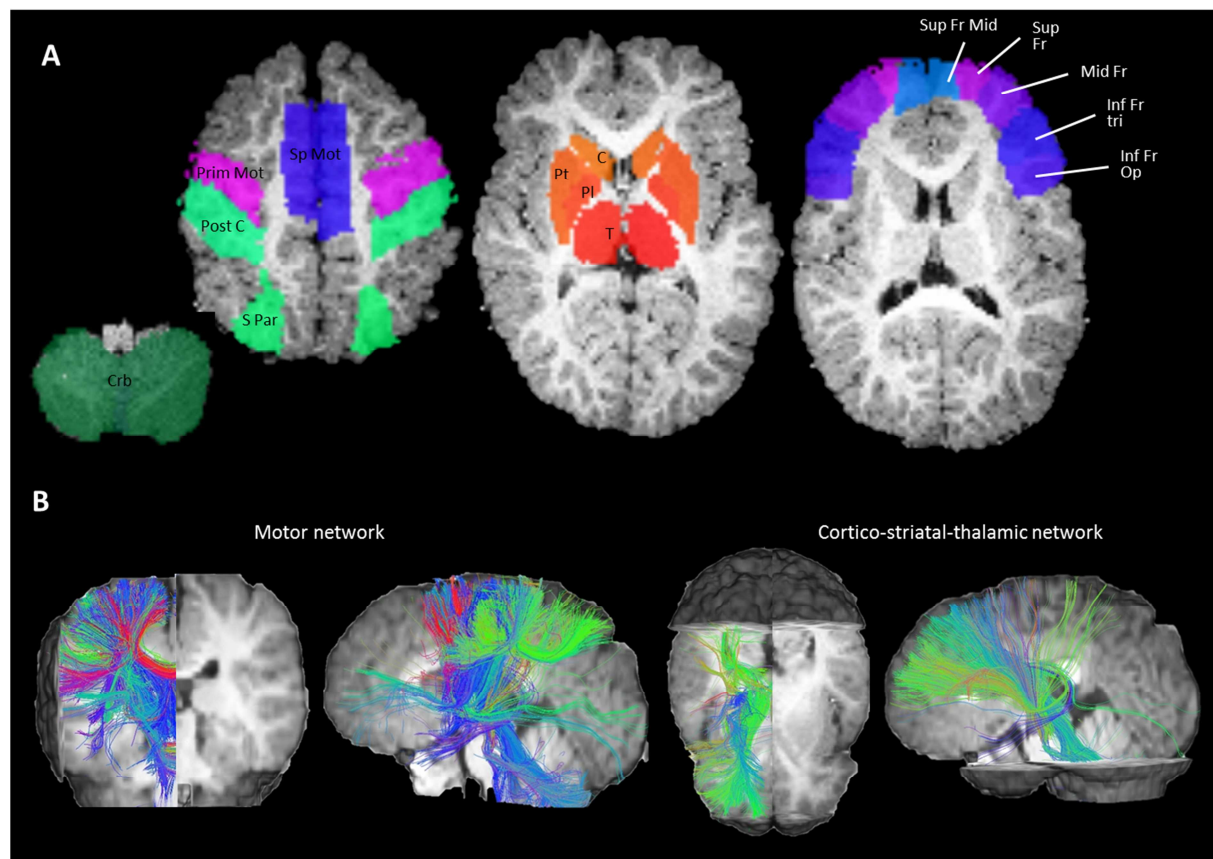 A
Sup Fr Mid
Sup
Fr
Mid Fr
Inf Fr
tri
Inf Fr
Op
Sp Mot
Prim Mot
Post C
S Par
Crb
C
Pt
Pl
T
B
Motor network
Cortico-striatal-thalamic network